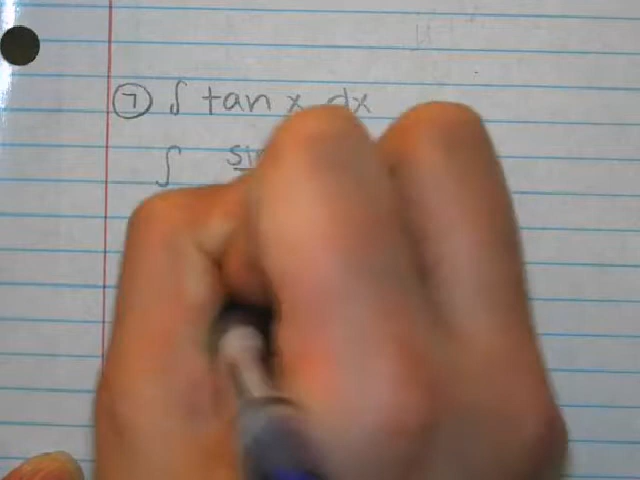 ⑦ ∫ tan x dx
∫